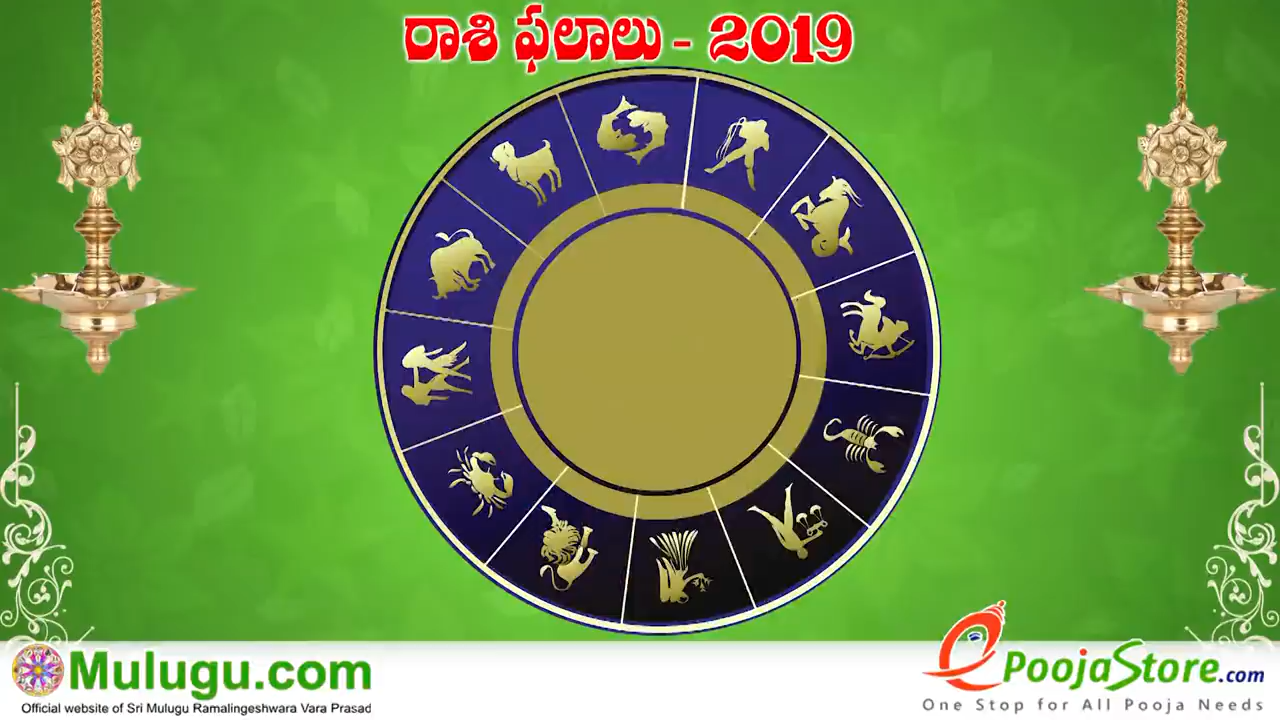 రాశి ఫలాలు - 2019
Mulugu.com
Official website of Sri Mulugu Ramalingeshwara Vara Prasad
ePoojaStore.com
One Stop for All Pooja Needs